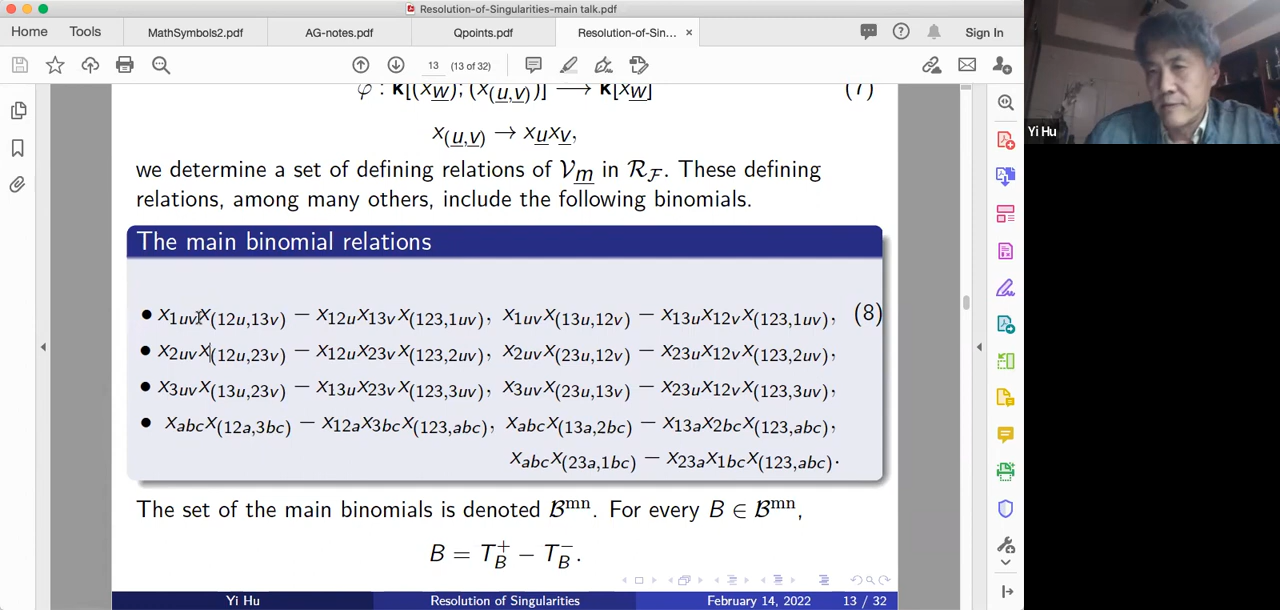 Resolution-of-Singularities-main talk.pdf
Home Tools MathSymbols2.pdf AG-notes.pdf Qpoints.pdf Resolution-of-Sin... × Sign In
13 (13 of 32)
φ : k[(x_w); (x_(u,v))] ⟶ k[x_w] (7)
x_(u,v) → x_u x_v,
we determine a set of defining relations of 𝒱_m in ℛ_ℱ. These defining
relations, among many others, include the following binomials.
The main binomial relations
• x_1uv x_(12u,13v) − x_12u x_13v x_(123,1uv), x_1uv x_(13u,12v) − x_13u x_12v x_(123,1uv), (8)
• x_2uv x_(12u,23v) − x_12u x_23v x_(123,2uv), x_2uv x_(23u,12v) − x_23u x_12v x_(123,2uv),
• x_3uv x_(13u,23v) − x_13u x_23v x_(123,3uv), x_3uv x_(23u,13v) − x_23u x_13v x_(123,3uv),
• x_abc x_(12a,3bc) − x_12a x_3bc x_(123,abc), x_abc x_(13a,2bc) − x_13a x_2bc x_(123,abc),
x_abc x_(23a,1bc) − x_23a x_1bc x_(123,abc).
The set of the main binomials is denoted ℬ^mn. For every B ∈ ℬ^mn,
B = T_B^+ − T_B^−.
Yi Hu Resolution of Singularities February 14, 2022 13 / 32
Yi Hu